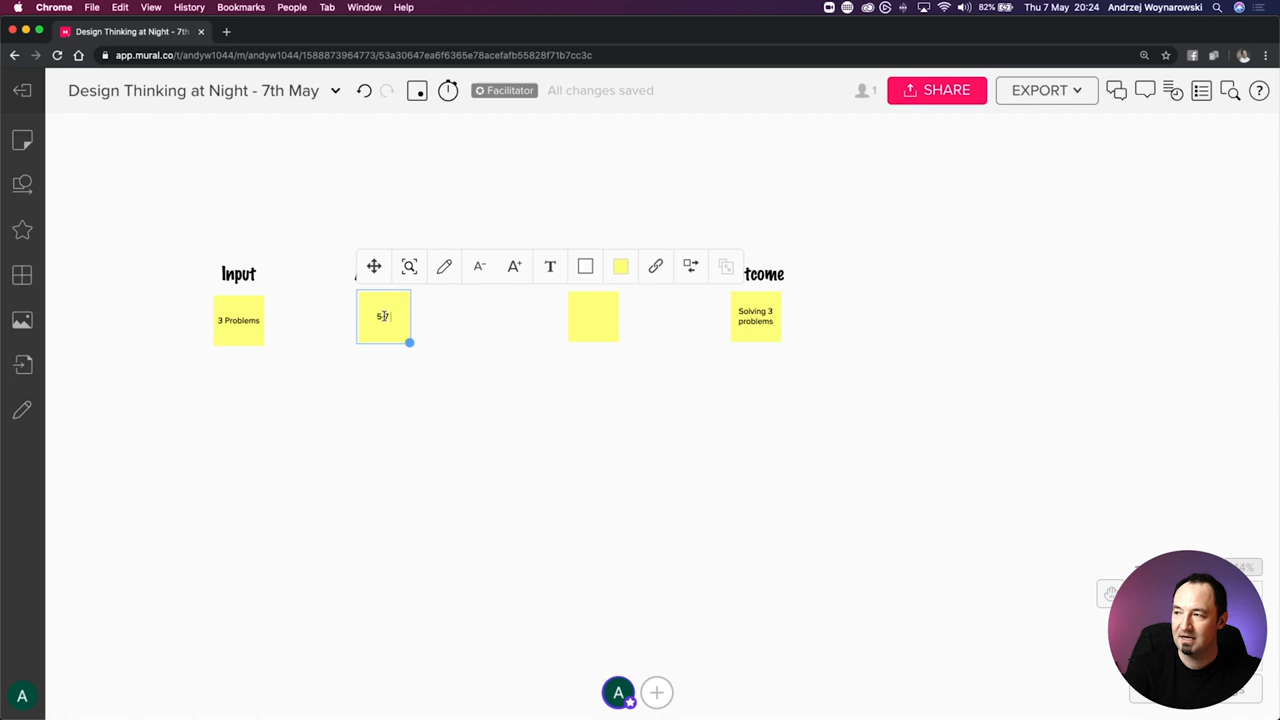 Chrome File Edit View History Bookmarks People Tab Window Help
82% Thu 7 May 20:24 Andrzej Woynarowski
Design Thinking at Night - 7th
app.mural.co/t/andyw1044/m/andyw1044/1588873964773/53a30647ea6f6365e78acefafb55828f71b7cc3c
Design Thinking at Night - 7th May
Facilitator
All changes saved
1
SHARE
EXPORT
?
A- A+ T
Input
tcome
3 Problems
Solving 3
problems
A
A